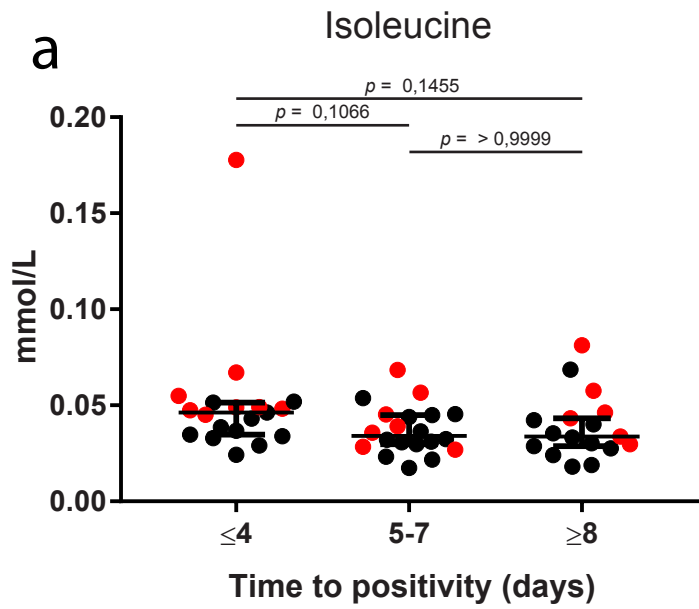 Isoleucine
a
p = 0,1455
p = 0,1066
p = > 0,9999
0.20
0.15
0.10
0.05
0.00
mmol/L
≤4 5-7 ≥8
Time to positivity (days)